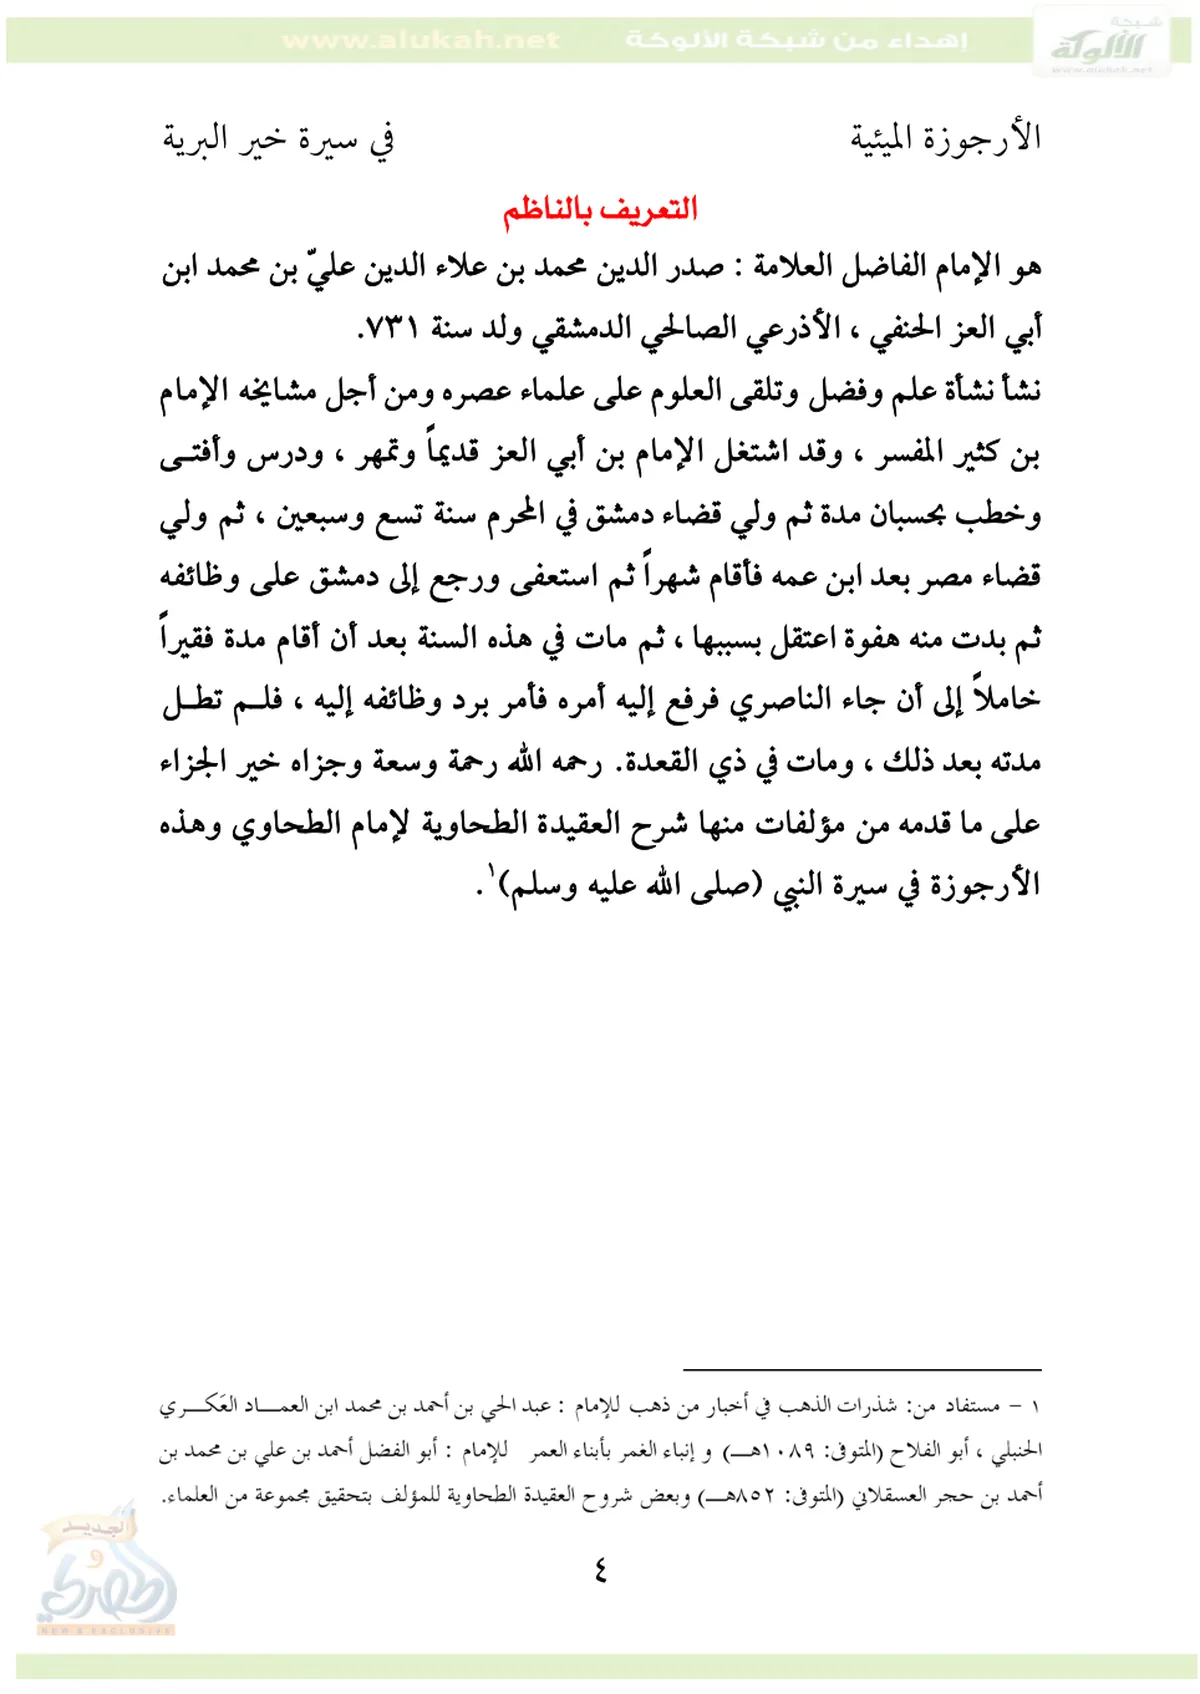 إهداء من شبكة الألوكة www.alukah.net
شبكة
الألوكة
www.alukah.net
الأرجوزة الميئية في سيرة خير البرية
التعريف بالناظم
هو الإمام الفاضل العلامة : صدر الدين محمد بن علاء الدين عليّ بن محمد ابن
أبي العز الحنفي ، الأذرعي الصالحي الدمشقي ولد سنة ٧٣١.
نشأ نشأة علم وفضل وتلقى العلوم على علماء عصره ومن أجل مشايخه الإمام
بن كثير المفسر ، وقد اشتغل الإمام بن أبي العز قديماً وتمهر ، ودرس وأفتى
وخطب بحسبان مدة ثم ولي قضاء دمشق في المحرم سنة تسع وسبعين ، ثم ولي
قضاء مصر بعد ابن عمه فأقام شهراً ثم استعفى ورجع إلى دمشق على وظائفه
ثم بدت منه هفوة اعتقل بسببها ، ثم مات في هذه السنة بعد أن أقام مدة فقيراً
خاملاً إلى أن جاء الناصري فرفع إليه أمره فأمر برد وظائفه إليه ، فلم تطل
مدته بعد ذلك ، ومات في ذي القعدة. رحمه الله رحمة وسعة وجزاه خير الجزاء
على ما قدمه من مؤلفات منها شرح العقيدة الطحاوية لإمام الطحاوي وهذه
الأرجوزة في سيرة النبي (صلى الله عليه وسلم)١.
١ - مستفاد من: شذرات الذهب في أخبار من ذهب للإمام : عبد الحي بن أحمد بن محمد ابن العماد العَكري
الحنبلي ، أبو الفلاح (المتوفى: ١٠٨٩هـ) و إنباء الغمر بأبناء العمر للإمام : أبو الفضل أحمد بن علي بن محمد بن
أحمد بن حجر العسقلاني (المتوفى: ٨٥٢هـ) وبعض شروح العقيدة الطحاوية للمؤلف بتحقيق مجموعة من العلماء.
الجديد
و
الحصري
NEW & EXCLUSIVE
٤